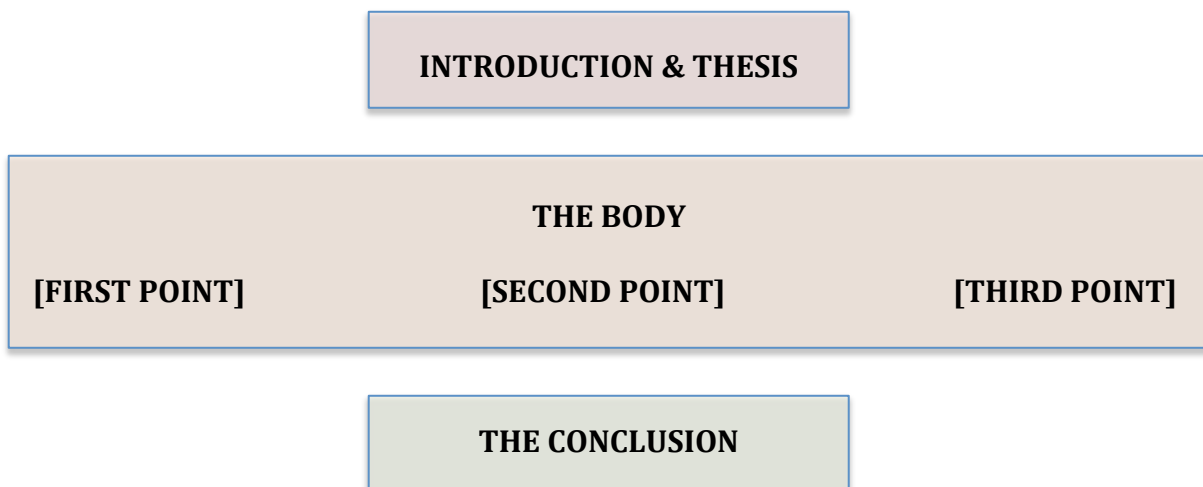 INTRODUCTION & THESIS
THE BODY
[FIRST POINT] [SECOND POINT] [THIRD POINT]
THE CONCLUSION